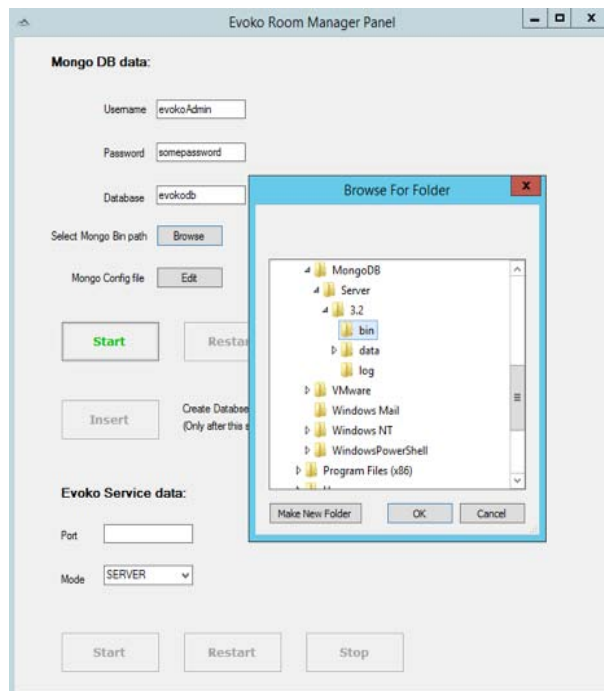 Evoko Room Manager Panel
Mongo DB data:
Username evokoAdmin
Password somepassword
Database evokodb
Select Mongo Bin path Browse
Mongo Config file Edit
Start
Insert
Create
(Only after this
Evoko Service data:
Port
Mode SERVER
Start Restart Stop
Browse For Folder
MongoDB
Server
3.2
bin
data
log
VMware
Windows Mail
Windows NT
WindowsPowerShell
Program Files (x86)
Make New Folder OK Cancel